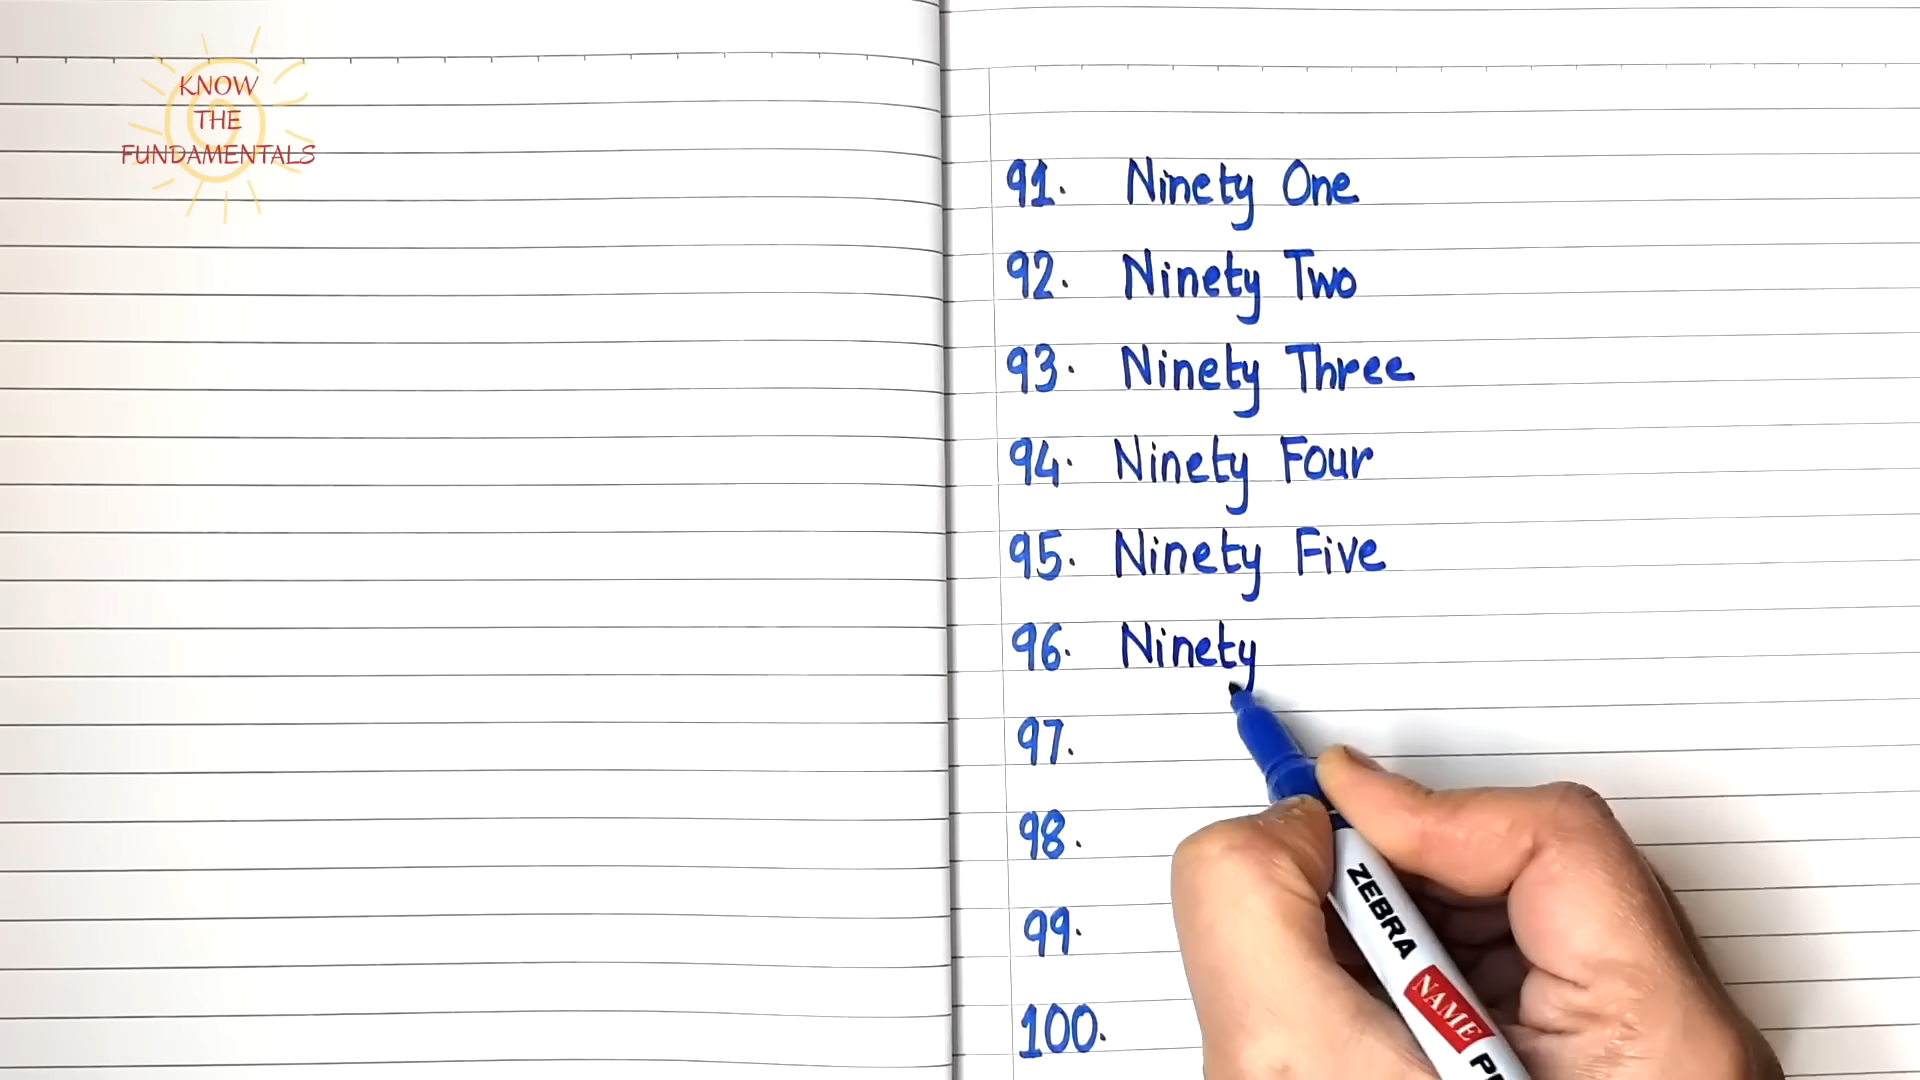 KNOW
THE
FUNDAMENTALS
91. Ninety One
92. Ninety Two
93. Ninety Three
94. Ninety Four
95. Ninety Five
96. Ninety
97.
98.
99.
100.
ZEBRA
NAME